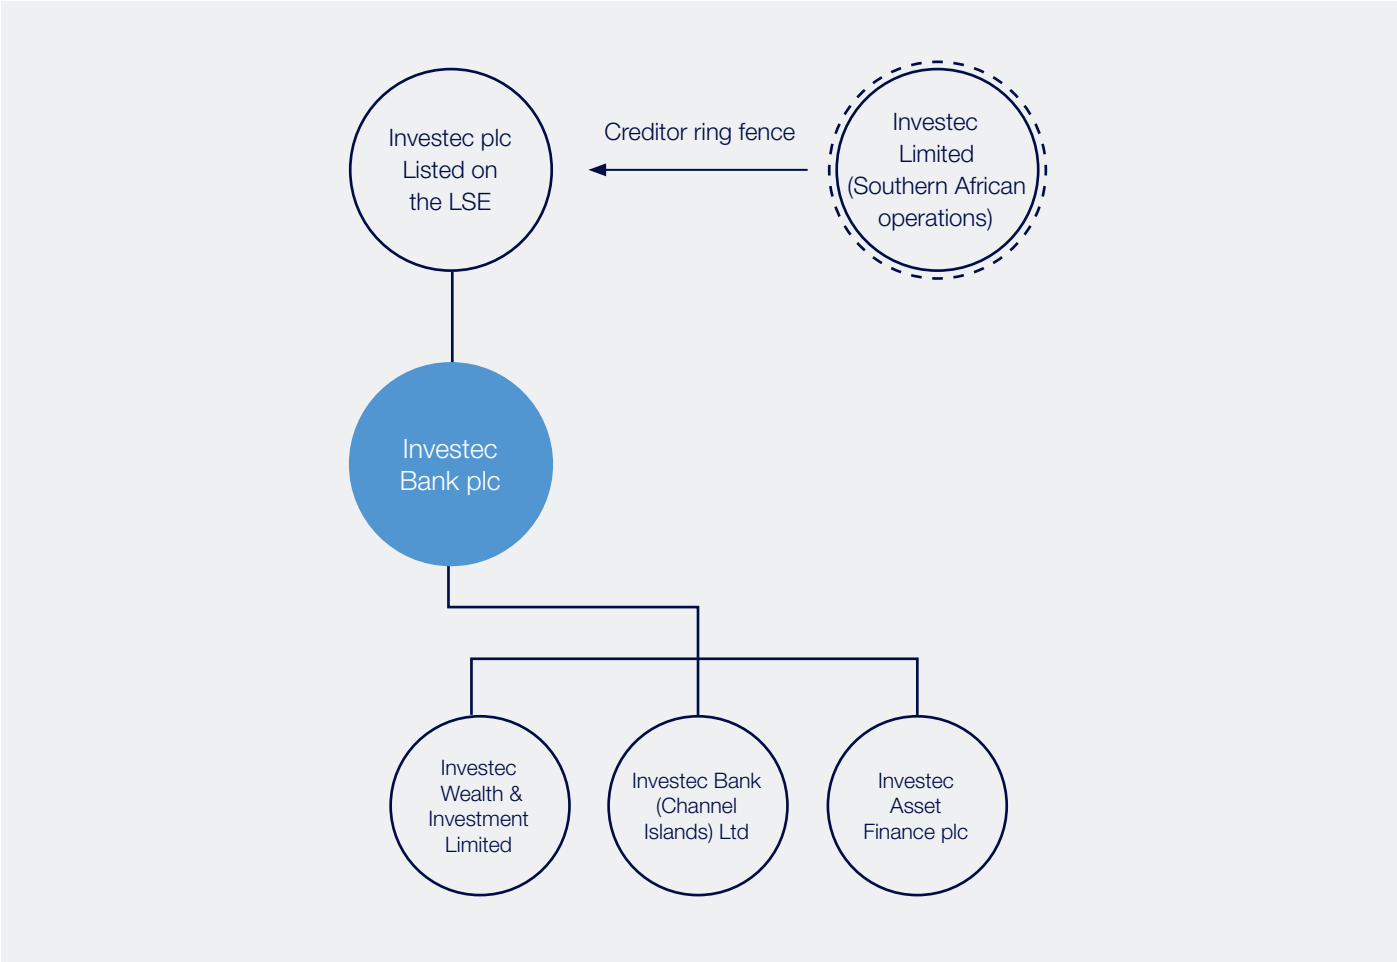 Investec plc
Listed on
the LSE
Creditor ring fence
Investec
Limited
(Southern African
operations)
Investec
Bank plc
Investec
Wealth &
Investment
Limited
Investec Bank
(Channel
Islands) Ltd
Investec
Asset
Finance plc